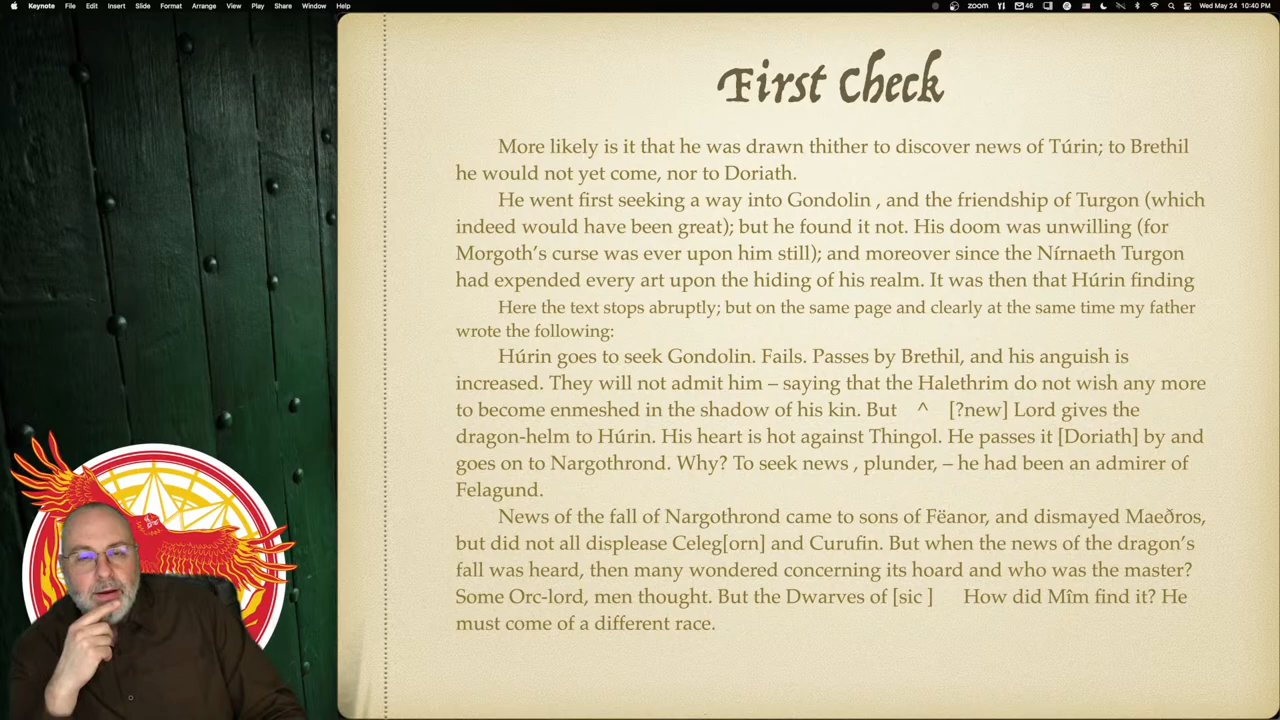 Keynote File Edit Insert Slide Format Arrange View Play Share Window Help zoom 46 Wed May 24 10:40 PM
First Check
More likely is it that he was drawn thither to discover news of Túrin; to Brethil
he would not yet come, nor to Doriath.
He went first seeking a way into Gondolin , and the friendship of Turgon (which
indeed would have been great); but he found it not. His doom was unwilling (for
Morgoth's curse was ever upon him still); and moreover since the Nírnaeth Turgon
had expended every art upon the hiding of his realm. It was then that Húrin finding
Here the text stops abruptly; but on the same page and clearly at the same time my father
wrote the following:
Húrin goes to seek Gondolin. Fails. Passes by Brethil, and his anguish is
increased. They will not admit him – saying that the Halethrim do not wish any more
to become enmeshed in the shadow of his kin. But ^ [?new] Lord gives the
dragon-helm to Húrin. His heart is hot against Thingol. He passes it [Doriath] by and
goes on to Nargothrond. Why? To seek news , plunder, – he had been an admirer of
Felagund.
News of the fall of Nargothrond came to sons of Fëanor, and dismayed Maeðros,
but did not all displease Celeg[orn] and Curufin. But when the news of the dragon's
fall was heard, then many wondered concerning its hoard and who was the master?
Some Orc-lord, men thought. But the Dwarves of [sic ] How did Mîm find it? He
must come of a different race.